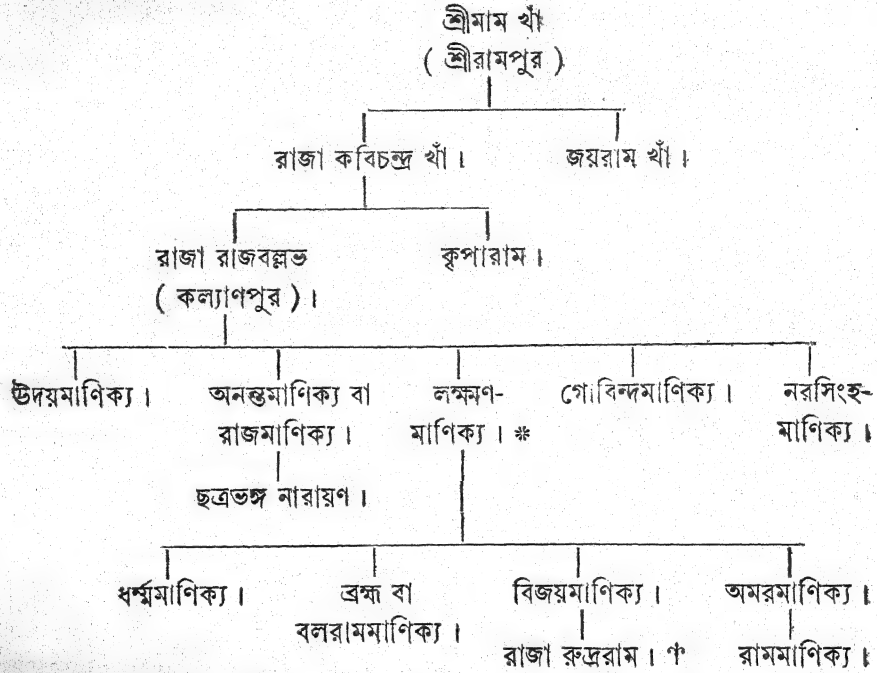 শ্রীমাম খাঁ
( শ্রীরামপুর )
রাজা কবিচন্দ্র খাঁ। জয়রাম খাঁ।
রাজা রাজবল্লভ কৃপারাম।
( কল্যাণপুর )।
উদয়মাণিক্য। অনন্তমাণিক্য বা লক্ষ্মণ- গোবিন্দমাণিক্য। নরসিংহ-
রাজমাণিক্য। মাণিক্য। * মাণিক্য।
ছত্রভঙ্গ নারায়ণ।
ধর্ম্মমাণিক্য। ব্রহ্ম বা বিজয়মাণিক্য। অমরমাণিক্য।
বলরামমাণিক্য।
রাজা রুদ্ররাম। † রামমাণিক্য।